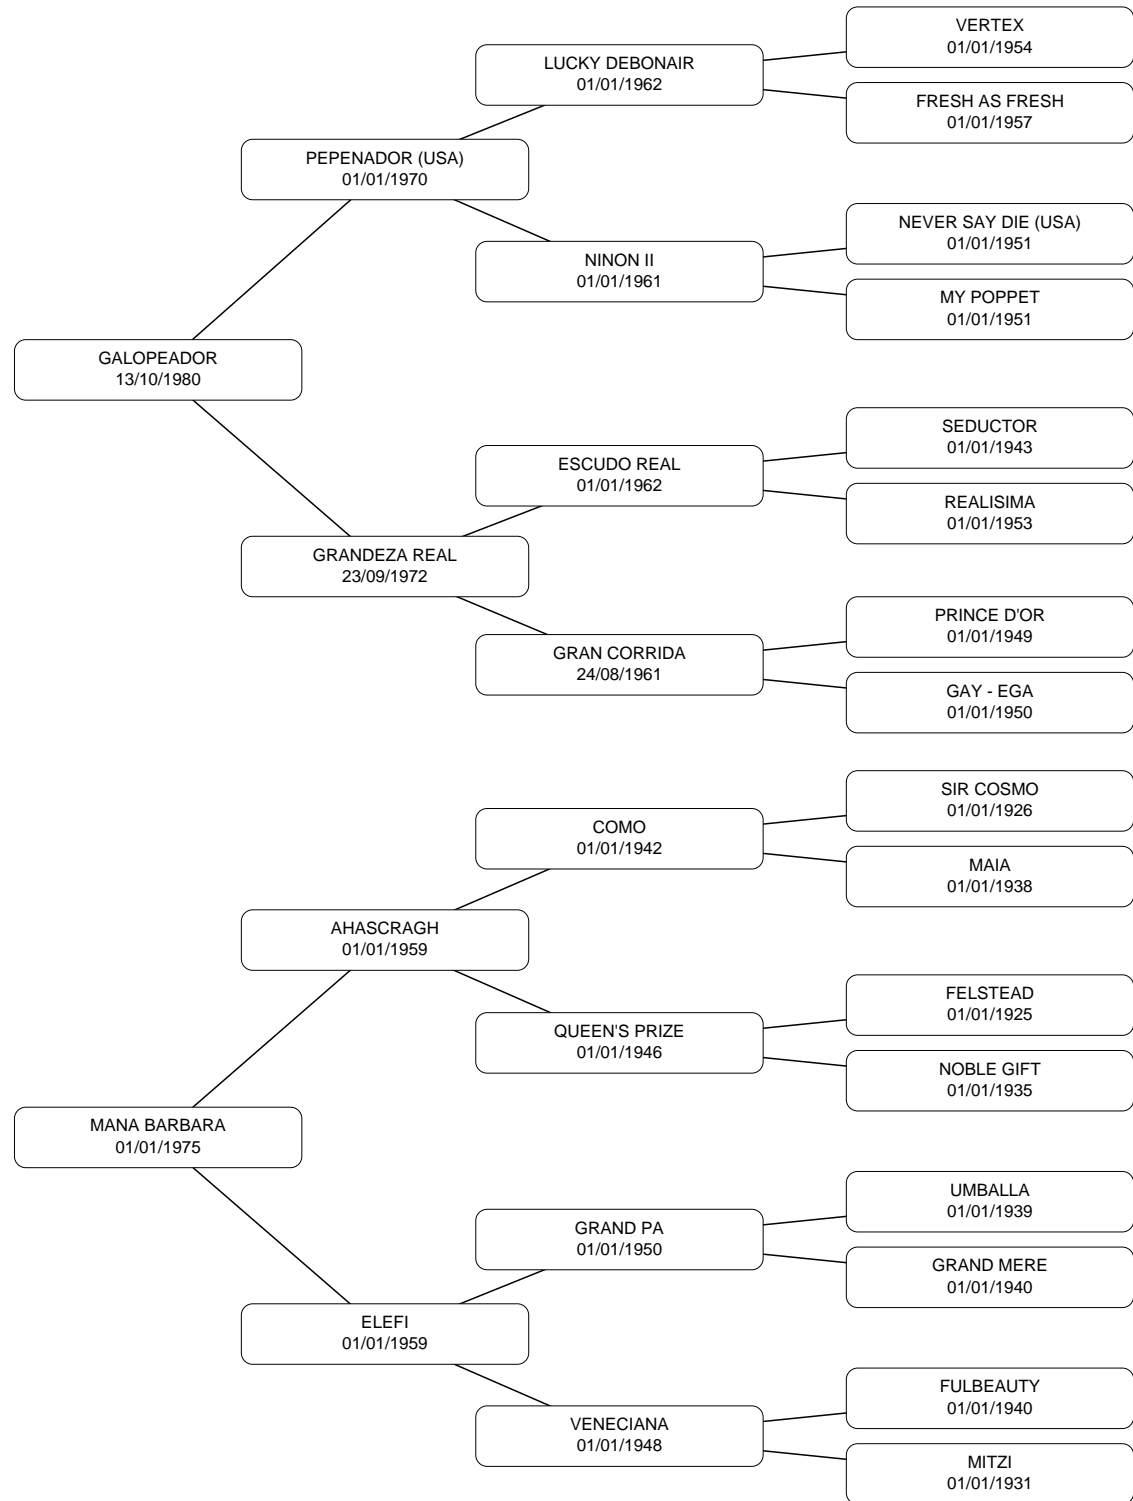 VERTEX
01/01/1954
LUCKY DEBONAIR
01/01/1962
FRESH AS FRESH
01/01/1957
PEPENADOR (USA)
01/01/1970
NEVER SAY DIE (USA)
01/01/1951
NINON II
01/01/1961
MY POPPET
01/01/1951
GALOPEADOR
13/10/1980
SEDUCTOR
01/01/1943
ESCUDO REAL
01/01/1962
REALISIMA
01/01/1953
GRANDEZA REAL
23/09/1972
PRINCE D'OR
01/01/1949
GRAN CORRIDA
24/08/1961
GAY - EGA
01/01/1950
SIR COSMO
01/01/1926
COMO
01/01/1942
MAIA
01/01/1938
AHASCRAGH
01/01/1959
FELSTEAD
01/01/1925
QUEEN'S PRIZE
01/01/1946
NOBLE GIFT
01/01/1935
MANA BARBARA
01/01/1975
UMBALLA
01/01/1939
GRAND PA
01/01/1950
GRAND MERE
01/01/1940
ELEFI
01/01/1959
FULBEAUTY
01/01/1940
VENECIANA
01/01/1948
MITZI
01/01/1931